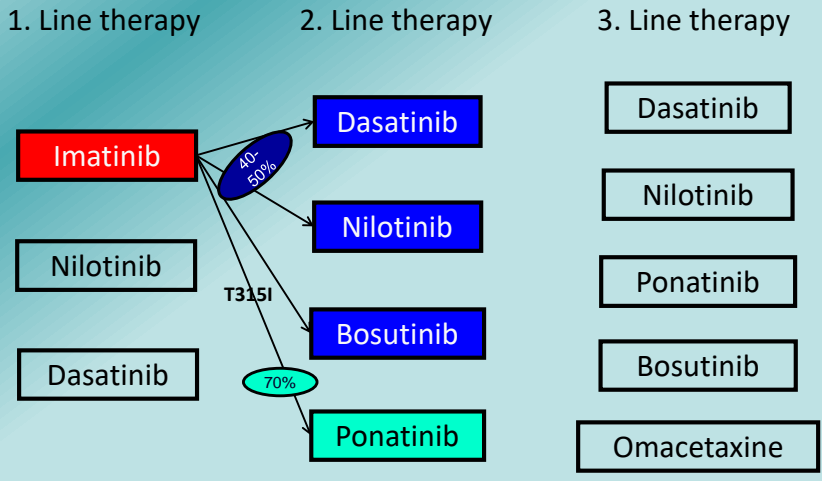 1. Line therapy
2. Line therapy
3. Line therapy
Imatinib
Nilotinib
Dasatinib
40-
50%
T315I
70%
Dasatinib
Nilotinib
Bosutinib
Ponatinib
Dasatinib
Nilotinib
Ponatinib
Bosutinib
Omacetaxine